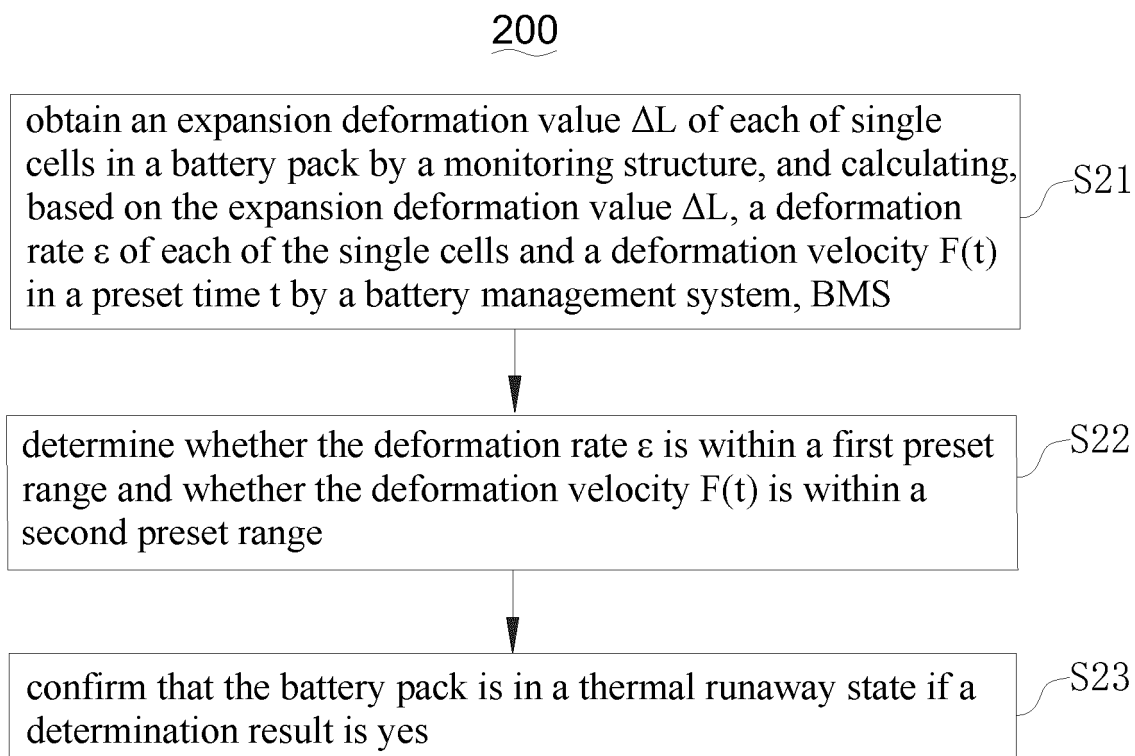 200
obtain an expansion deformation value ΔL of each of single
cells in a battery pack by a monitoring structure, and calculating,
based on the expansion deformation value ΔL, a deformation
rate ε of each of the single cells and a deformation velocity F(t)
in a preset time t by a battery management system, BMS
S21
determine whether the deformation rate ε is within a first preset
range and whether the deformation velocity F(t) is within a
second preset range
S22
confirm that the battery pack is in a thermal runaway state if a
determination result is yes
S23